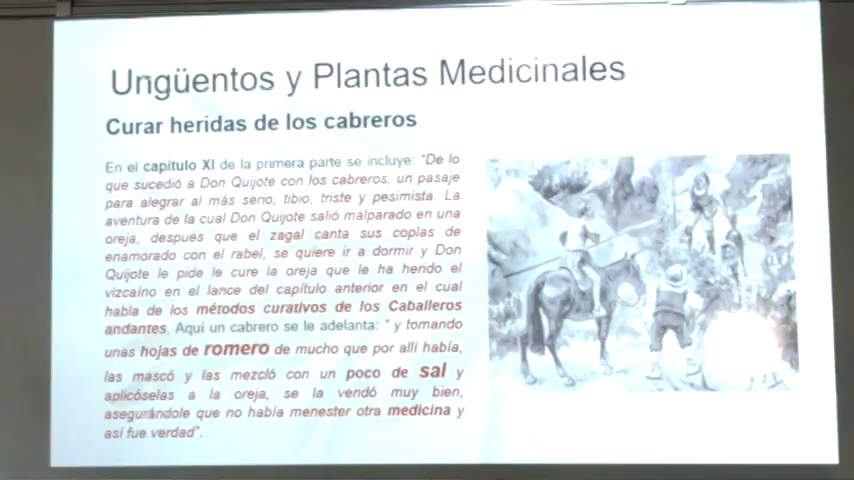 Ungüentos y Plantas Medicinales
Curar heridas de los cabreros
En el capítulo XI de la primera parte se incluye: "De lo
que sucedió a Don Quijote con los cabreros, un pasaje
para alegrar al más serio, tibio, triste y pesimista. La
aventura de la cual Don Quijote salió malparado en una
oreja, después que el zagal canta sus coplas de
enamorado con el rabel, se quiere ir a dormir y Don
Quijote le pide le cure la oreja que le ha herido el
vizcaíno en el lance del capítulo anterior en el cual
habla de los métodos curativos de los Caballeros
andantes. Aquí un cabrero se le adelanta: " y tomando
unas hojas de romero de mucho que por allí había,
las mascó y las mezcló con un poco de sal y
aplicóselas a la oreja, se la vendó muy bien,
asegurándole que no había menester otra medicina y
así fue verdad".